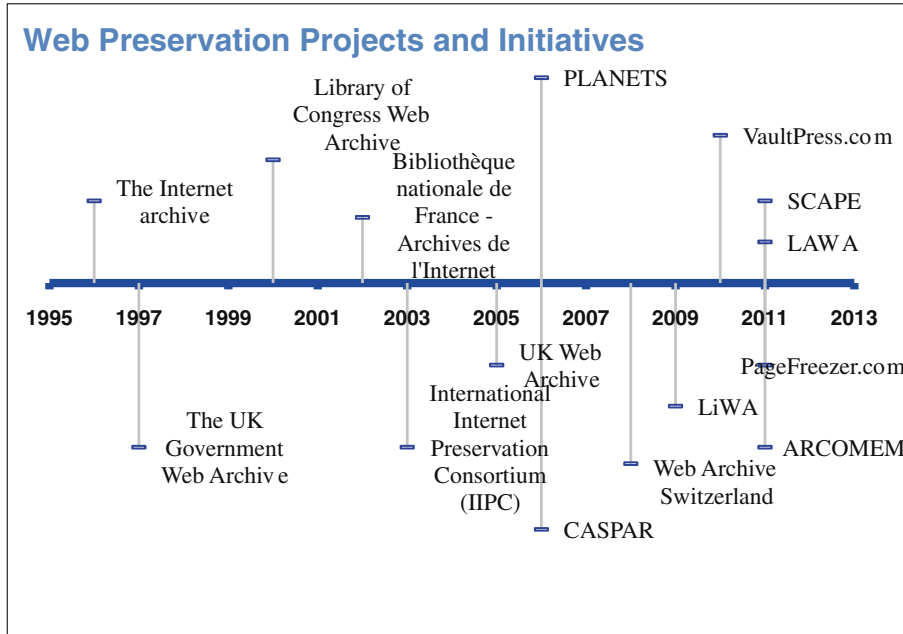 Web Preservation Projects and Initiatives
PLANETS
Library of
Congress Web
Archive
VaultPress.com
Bibliothèque
nationale de
France -
Archives de
l'Internet
The Internet
archive
SCAPE
LAWA
1995 1997 1999 2001 2003 2005 2007 2009 2011 2013
UK Web
Archive
PageFreezer.com
International
Internet
Preservation
Consortium
(IIPC)
LiWA
The UK
Government
Web Archive
ARCOMEM
Web Archive
Switzerland
CASPAR